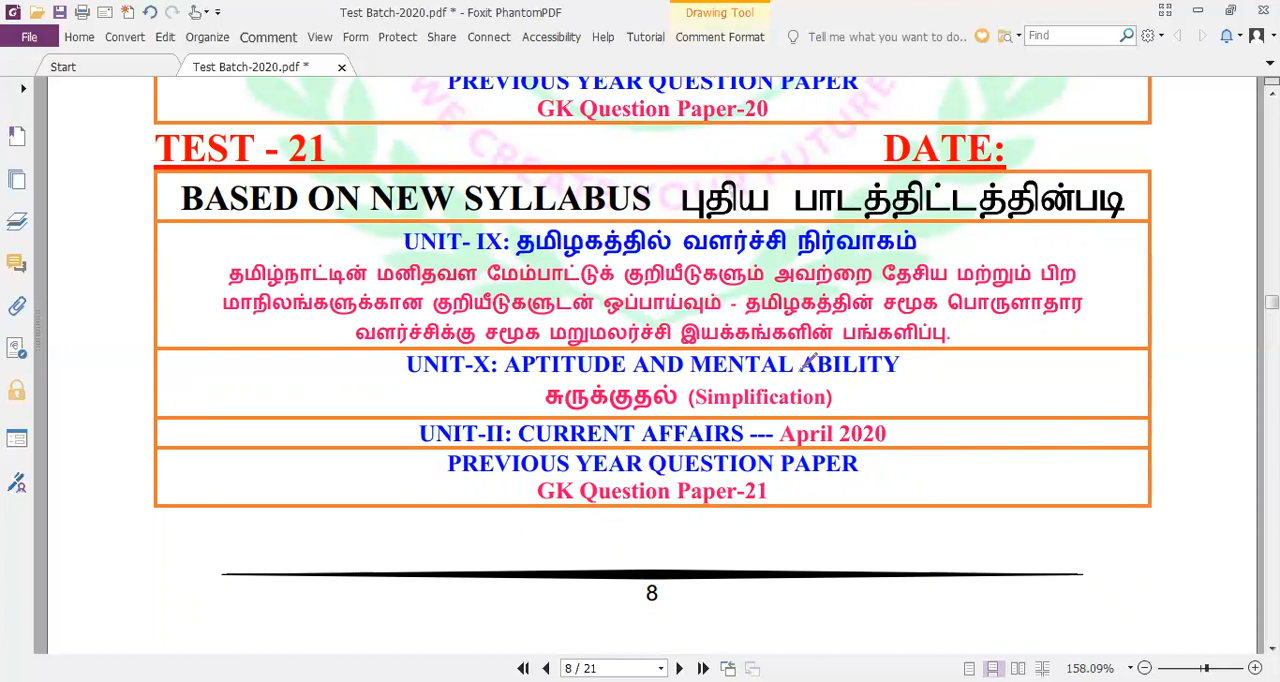 Test Batch-2020.pdf * - Foxit PhantomPDF
Drawing Tool
File Home Convert Edit Organize Comment View Form Protect Share Connect Accessibility Help Tutorial Comment Format Tell me what you want to do.. Find
Start Test Batch-2020.pdf *
PREVIOUS YEAR QUESTION PAPER
GK Question Paper-20
WE CREATE YOUR FUTURE
TEST - 21 DATE:
BASED ON NEW SYLLABUS புதிய பாடத்திட்டத்தின்படி
UNIT- IX: தமிழகத்தில் வளர்ச்சி நிர்வாகம்
தமிழ்நாட்டின் மனிதவள மேம்பாட்டுக் குறியீடுகளும் அவற்றை தேசிய மற்றும் பிற
மாநிலங்களுக்கான குறியீடுகளுடன் ஒப்பாய்வும் - தமிழகத்தின் சமூக பொருளாதார
வளர்ச்சிக்கு சமூக மறுமலர்ச்சி இயக்கங்களின் பங்களிப்பு.
UNIT-X: APTITUDE AND MENTAL ABILITY
சுருக்குதல் (Simplification)
UNIT-II: CURRENT AFFAIRS --- April 2020
PREVIOUS YEAR QUESTION PAPER
GK Question Paper-21
8
8 / 21 158.09%